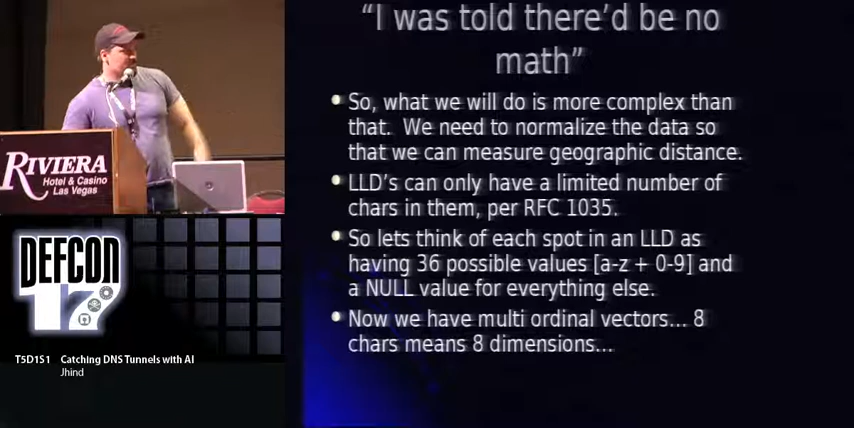 “I was told there’d be no
math”
So, what we will do is more complex than
that. We need to normalize the data so
that we can measure geographic distance.
LLD’s can only have a limited number of
chars in them, per RFC 1035.
So lets think of each spot in an LLD as
having 36 possible values [a-z + 0-9] and
a NULL value for everything else.
Now we have multi ordinal vectors... 8
chars means 8 dimensions...
RIVIERA
Hotel & Casino
Las Vegas
DEFCON
17
T5D1S1 Catching DNS Tunnels with AI
Jhind